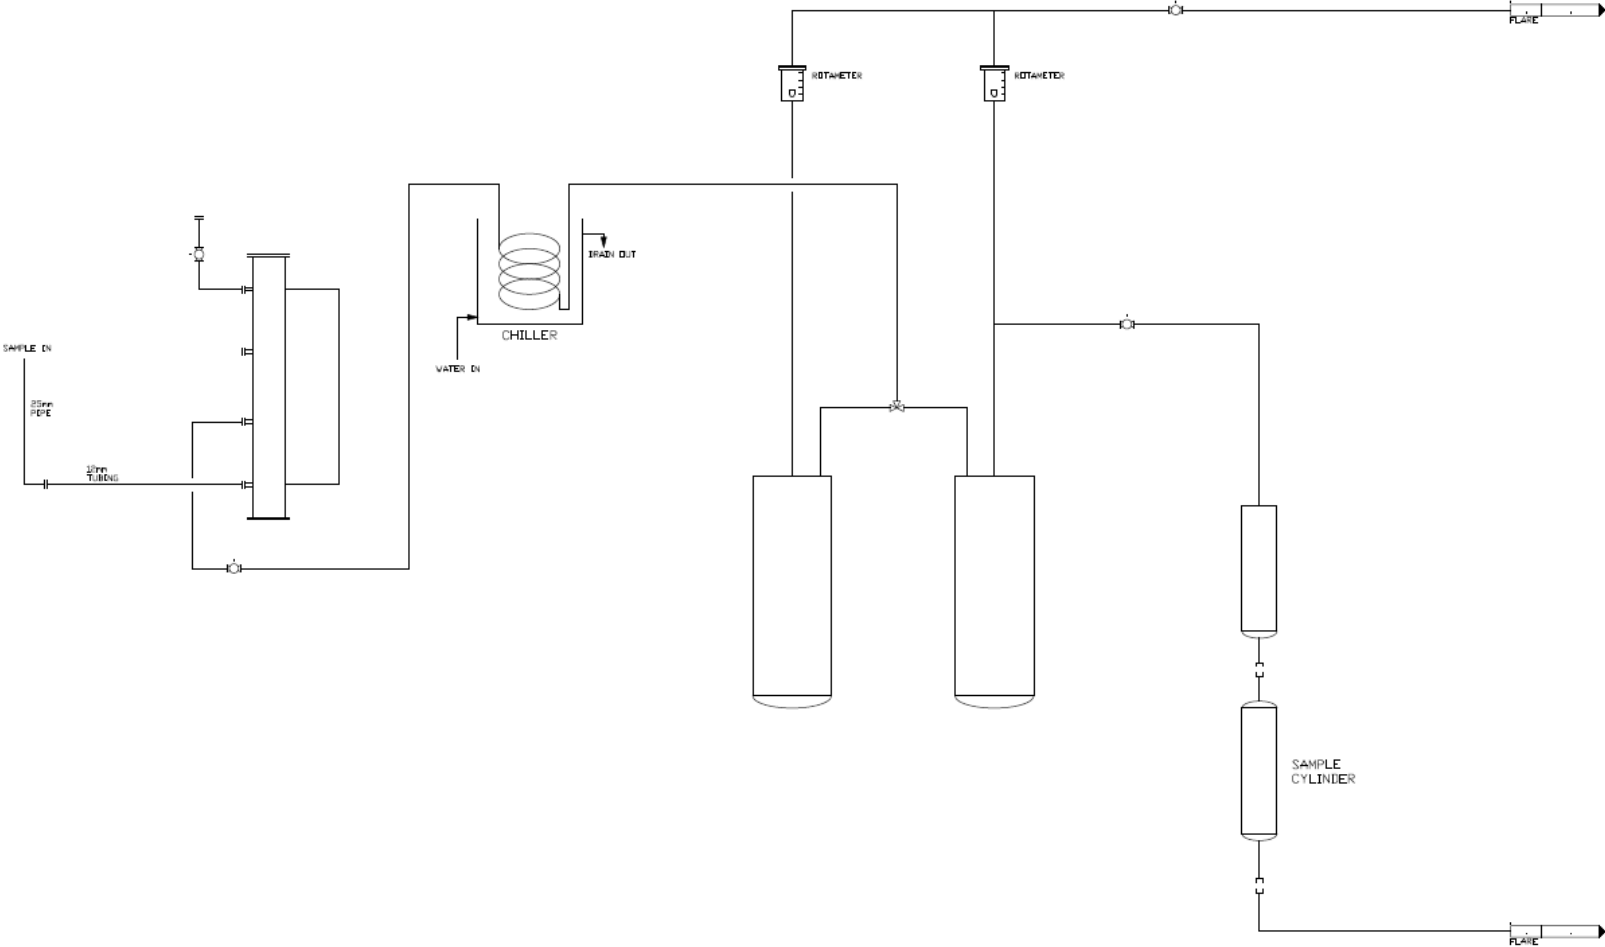 FLARE
ROTAMETER
ROTAMETER
DRAIN OUT
CHILLER
SAMPLE IN
WATER IN
25mm
PIPE
12mm
TUBING
SAMPLE
CYLINDER
FLARE